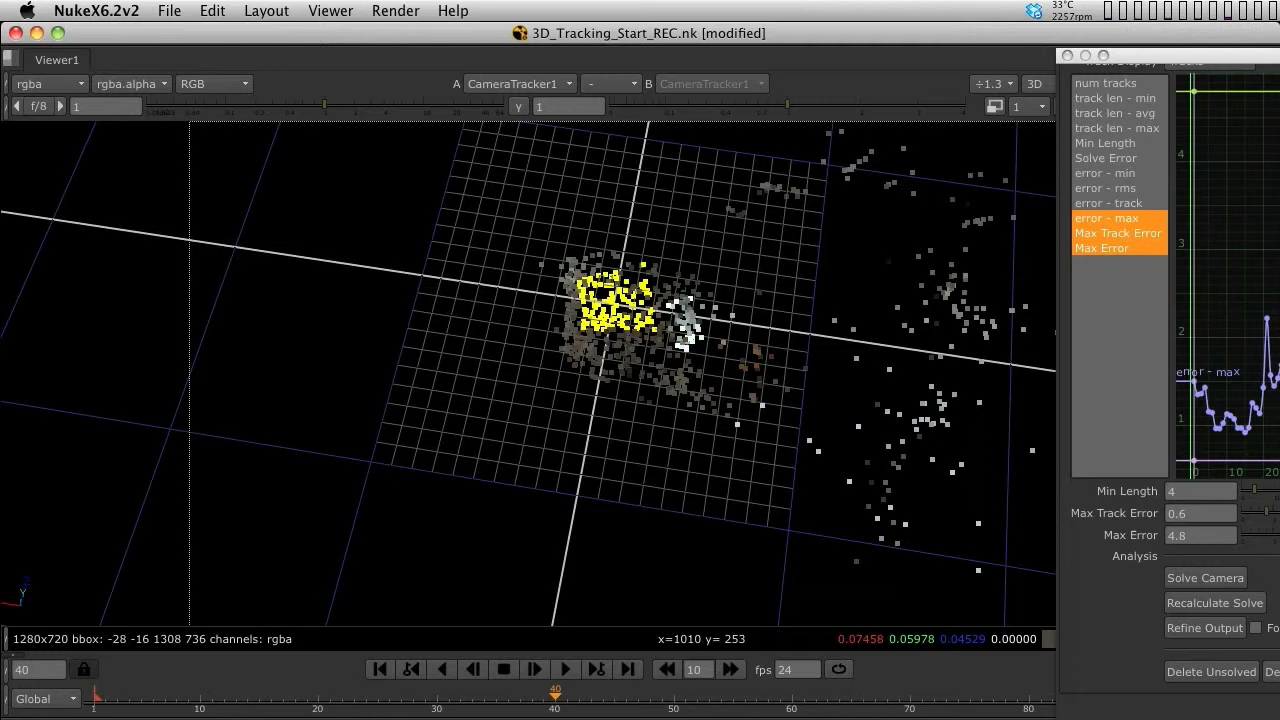 NukeX6.2v2 File Edit Layout Viewer Render Help 33°C 2257rpm
3D_Tracking_Start_REC.nk [modified]
Viewer1
rgba rgba.alpha RGB A CameraTracker1 - B CameraTracker1 ÷1.3 3D
f/8 1 γ 1 1
num tracks
track len - min
track len - avg
track len - max
Min Length
Solve Error
error - min
error - rms
error - track
error - max
Max Track Error
Max Error
4
3
2
error - max
1
0 10 20
Min Length 4
Max Track Error 0.6
Max Error 4.8
Analysis
Solve Camera
Recalculate Solve
Refine Output Fo
Delete Unsolved De
Y
1280x720 bbox: -28 -16 1308 736 channels: rgba x=1010 y= 253 0.07458 0.05978 0.04529 0.00000
40 10 fps 24
Global 1 10 20 30 40 40 50 60 70 80